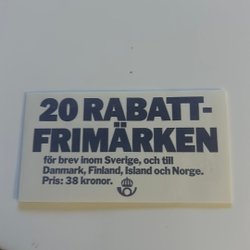 20 RABATT-
FRIMÄRKEN
för brev inom Sverige, och till
Danmark, Finland, Island och Norge.
Pris: 38 kronor.